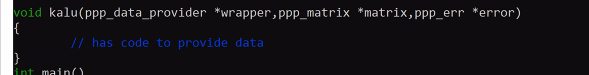 void kalu(ppp_data_provider *wrapper,ppp_matrix *matrix,ppp_err *error)
{
        // has code to provide data
}
int main()